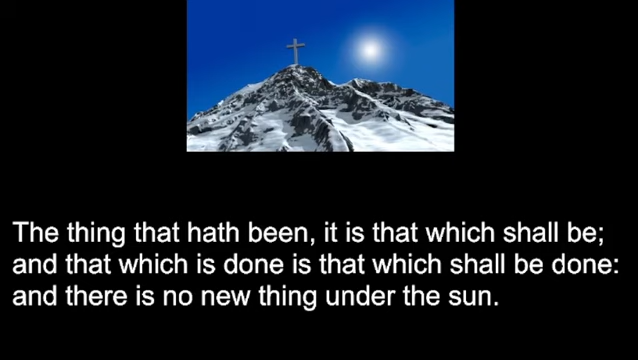 The thing that hath been, it is that which shall be;
and that which is done is that which shall be done:
and there is no new thing under the sun.